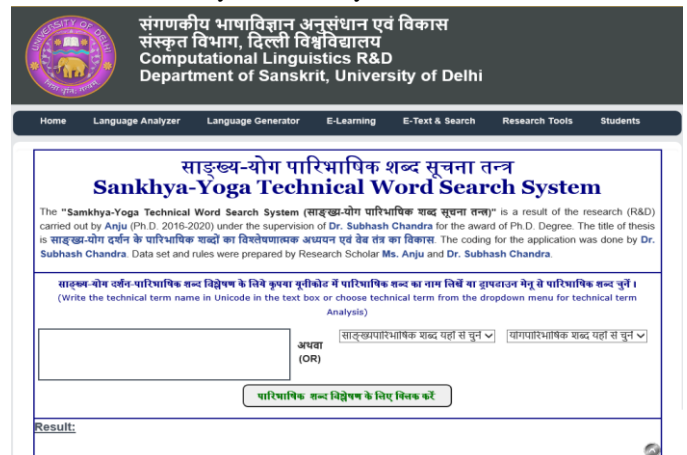 संगणकीय भाषाविज्ञान अनुसंधान एवं विकास
संस्कृत विभाग, दिल्ली विश्वविद्यालय
Computational Linguistics R&D
Department of Sanskrit, University of Delhi
Home Language Analyzer Language Generator E-Learning E-Text & Search Research Tools Students
साङ्ख्य-योग पारिभाषिक शब्द सूचना तन्त्र
Sankhya-Yoga Technical Word Search System
The "Samkhya-Yoga Technical Word Search System (साङ्ख्य-योग पारिभाषिक शब्द सूचना तन्त्र)" is a result of the research (R&D)
carried out by Anju (Ph.D. 2016-2020) under the supervision of Dr. Subhash Chandra for the award of Ph.D. Degree. The title of thesis
is साङ्ख्य-योग दर्शन के पारिभाषिक शब्दों का विश्लेषणात्मक अध्ययन एवं वेब तंत्र का विकास. The coding for the application was done by Dr.
Subhash Chandra. Data set and rules were prepared by Research Scholar Ms. Anju and Dr. Subhash Chandra.
साङ्ख्य-योग दर्शन-पारिभाषिक शब्द विश्लेषण के लिये कृपया यूनीकोड में पारिभाषिक शब्द का नाम लिखें या ड्रापडाउन मेनू से पारिभाषिक शब्द चुनें ।
(Write the technical term name in Unicode in the text box or choose technical term from the dropdown menu for technical term
Analysis)
साङ्ख्यपारिभाषिक शब्द यहाँ से चुनें योगपारिभाषिक शब्द यहाँ से चुनें
अथवा
(OR)
पारिभाषिक शब्द विश्लेषण के लिए क्लिक करें
Result: